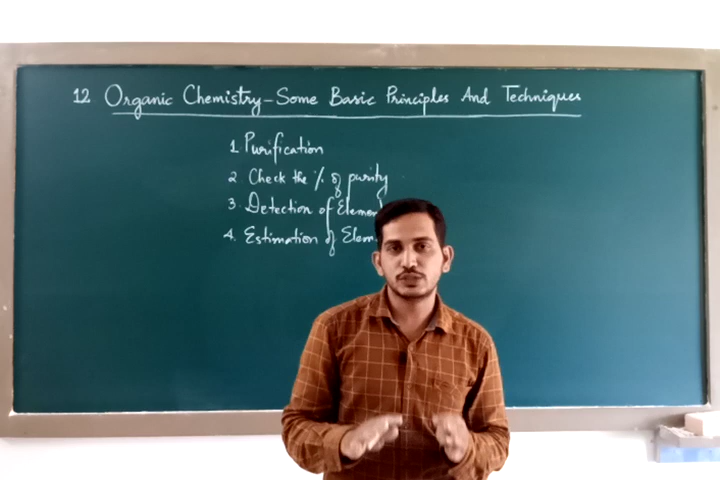 12 Organic Chemistry - Some Basic Principles And Techniques
1. Purification
2. Check the % of purity
3. Detection of
4. Estimation of